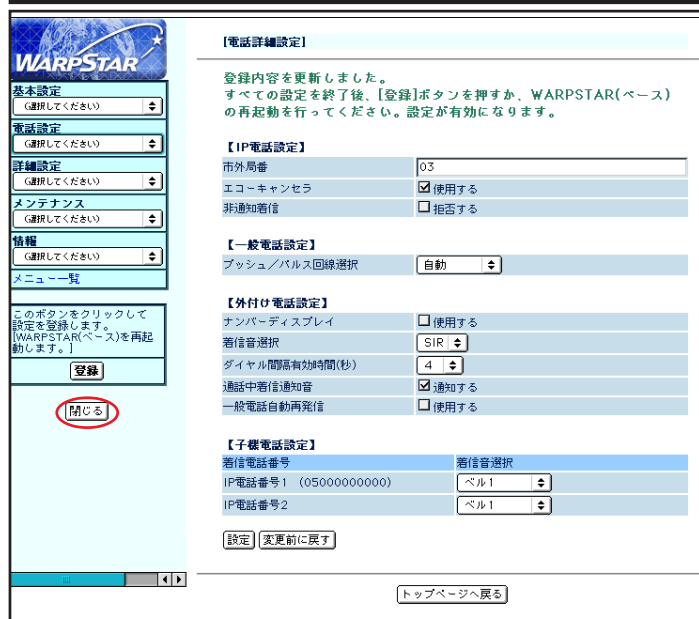 WARPSTAR
基本設定
(選択してください)
電話設定
(選択してください)
詳細設定
(選択してください)
メンテナンス
(選択してください)
情報
(選択してください)
メニュー一覧
このボタンをクリックして
設定を登録します。
[WARPSTAR(ベース)を再起
動します。]
登録
閉じる
[電話詳細設定]
登録内容を更新しました。
すべての設定を終了後、[登録]ボタンを押すか、WARPSTAR(ベース)
の再起動を行ってください。設定が有効になります。
【IP電話設定】
市外局番 03
エコーキャンセラ 使用する
非通知着信 拒否する
【一般電話設定】
プッシュ／パルス回線選択 自動
【外付け電話設定】
ナンバーディスプレイ 使用する
着信音選択 SIR
ダイヤル間隔有効時間(秒) 4
通話中着信通知音 通知する
一般電話自動再発信 使用する
【子機電話設定】
着信電話番号 着信音選択
IP電話番号1 (05000000000) ベル1
IP電話番号2 ベル1
設定 変更前に戻す
トップページへ戻る